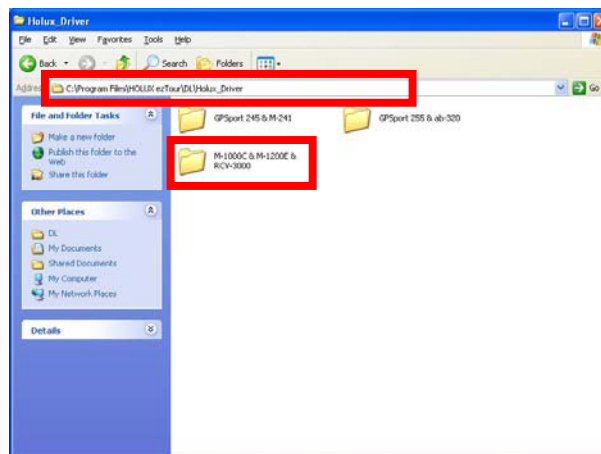 Holux_Driver
File Edit View Favorites Tools Help
Back Search Folders
Address C:\Program Files\HOLUX ezTour\DL\Holux_Driver Go
File and Folder Tasks
Make a new folder
Publish this folder to the
Web
Share this folder
Other Places
DL
My Documents
Shared Documents
My Computer
My Network Places
Details
GPSport 245 & M-241
GPSport 255 & ab-320
M-1000C & M-1200E &
RCV-3000